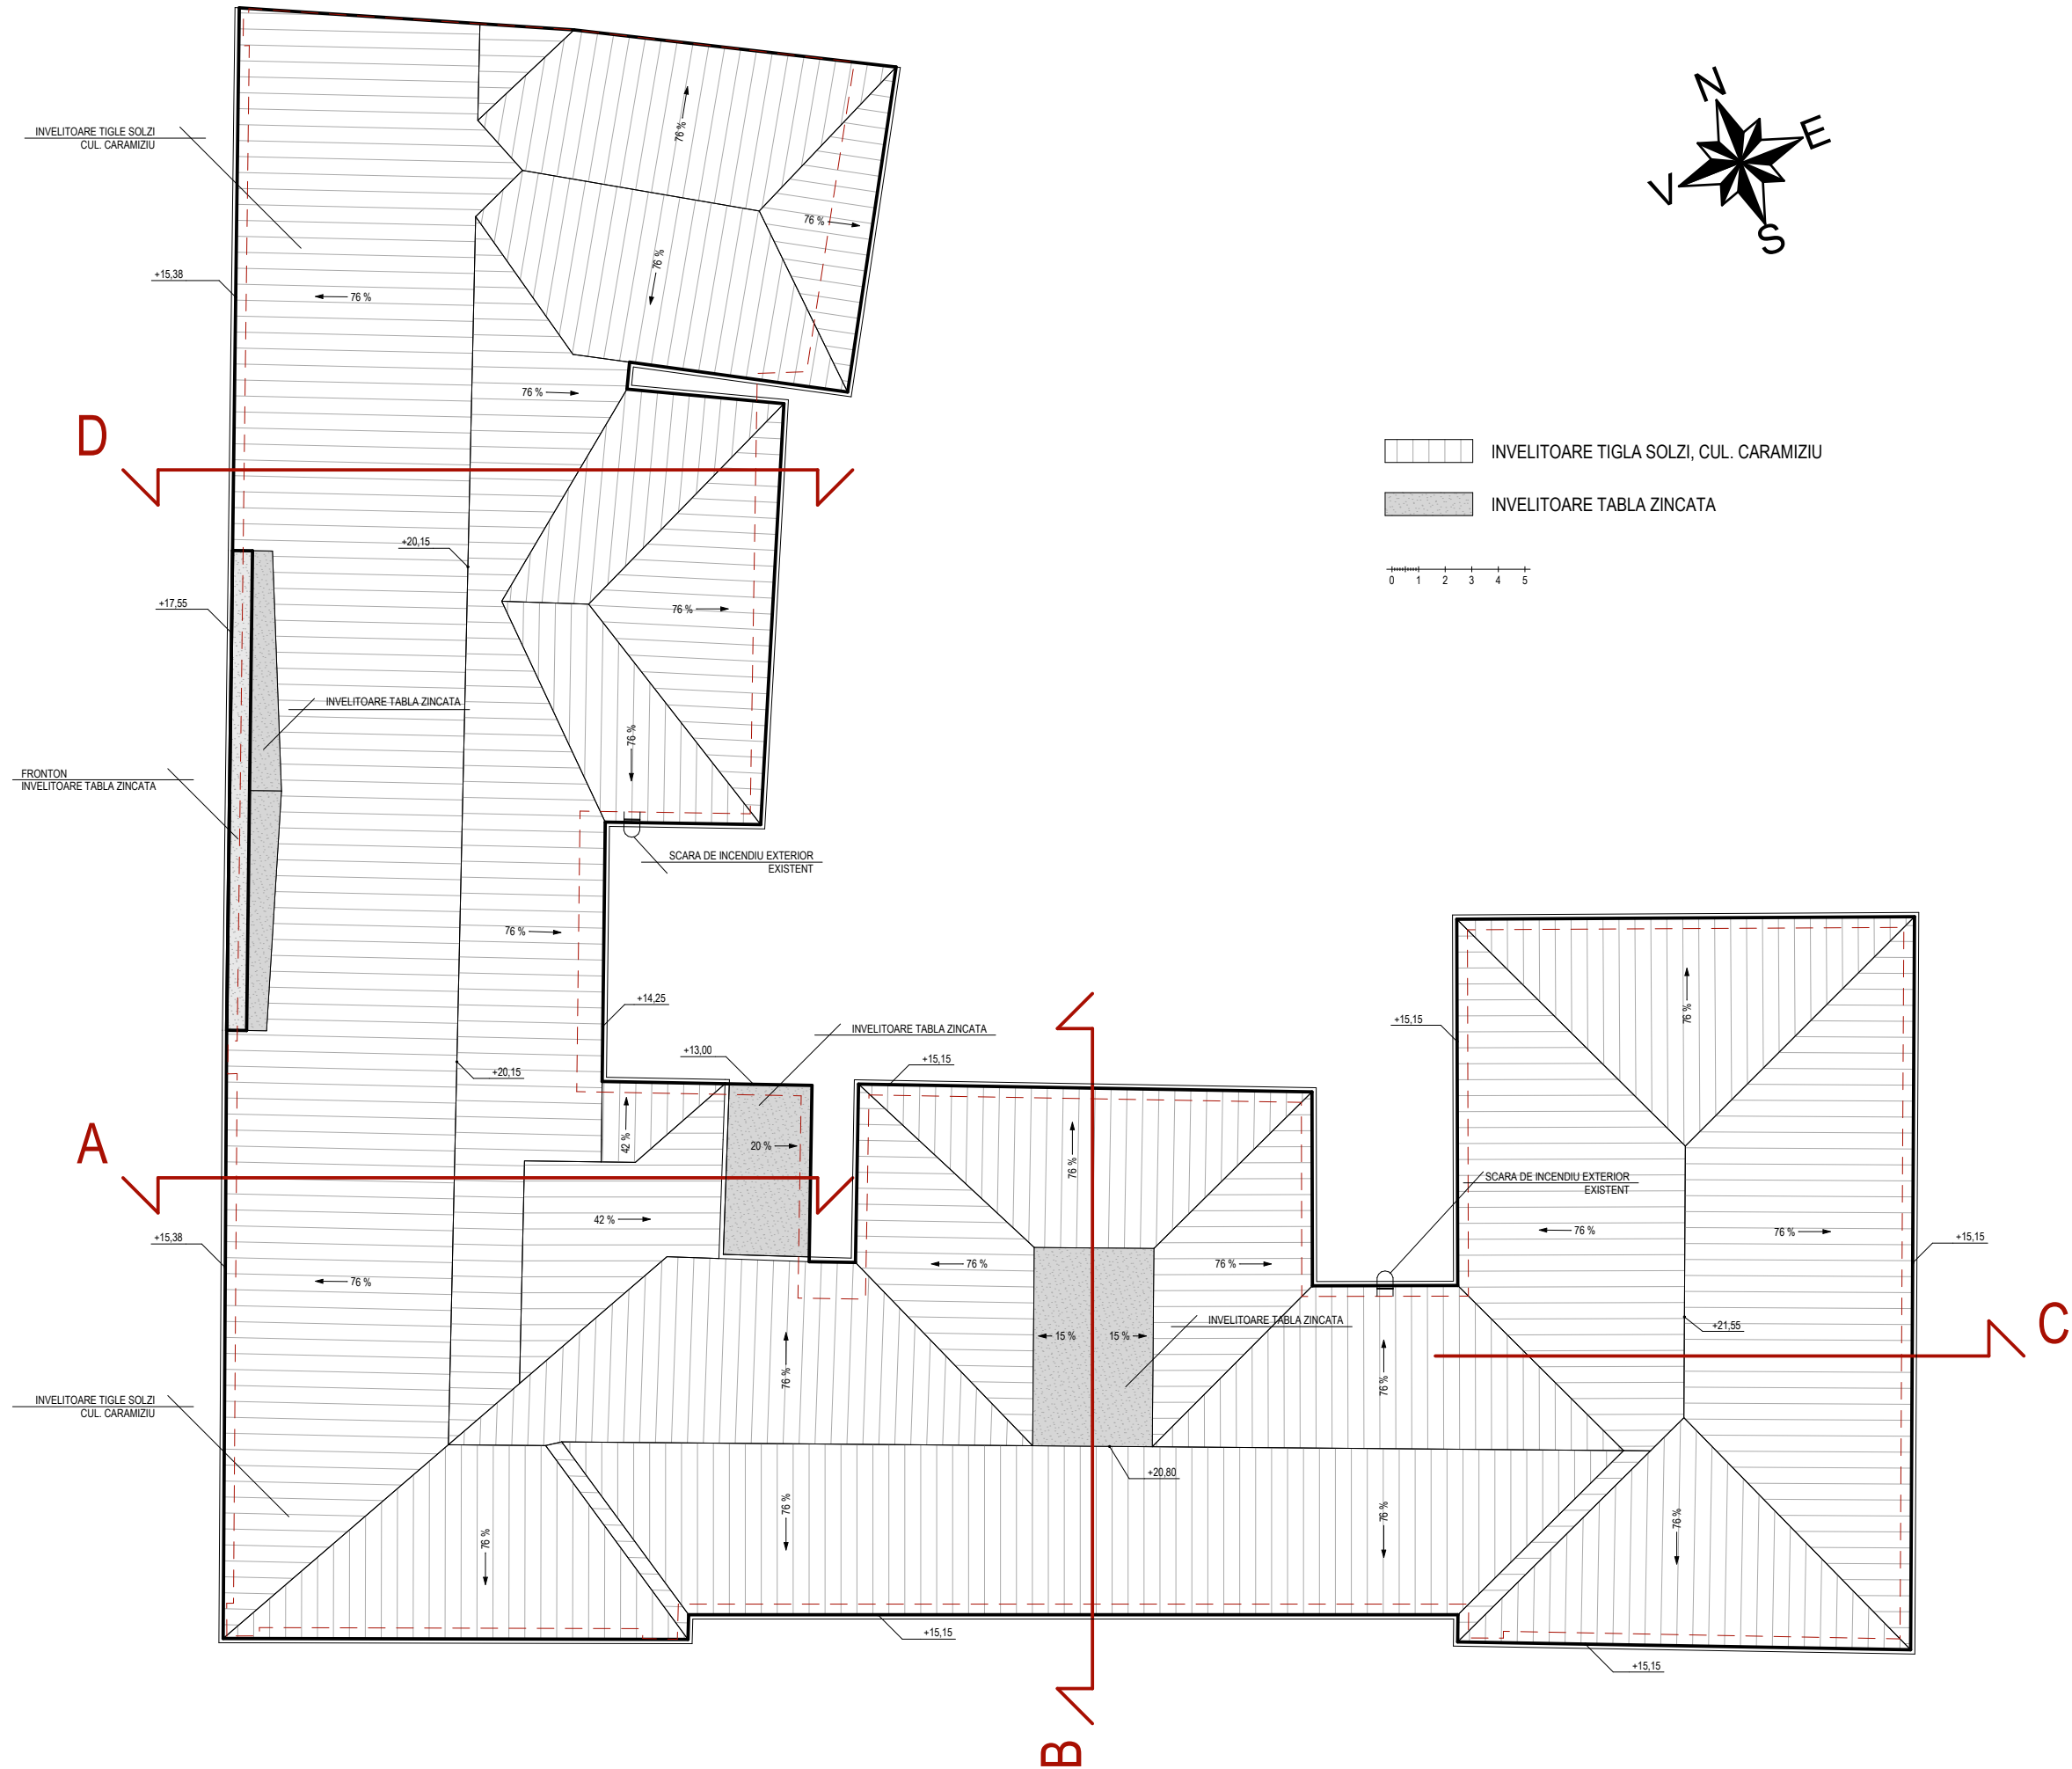 N
E
V
S
INVELITOARE TIGLE SOLZI
CUL. CARAMIZIU
76 %
76 %
76 %
+15,38
76 %
76 %
D
INVELITOARE TIGLA SOLZI, CUL. CARAMIZIU
INVELITOARE TABLA ZINCATA
0 1 2 3 4 5
+20,15
+17,55
76 %
INVELITOARE TABLA ZINCATA
76 %
FRONTON
INVELITOARE TABLA ZINCATA
SCARA DE INCENDIU EXTERIOR
EXISTENT
76 %
+14,25
INVELITOARE TABLA ZINCATA
+13,00
+15,15
+20,15
+15,15
76 %
A
42 %
20 %
76 %
SCARA DE INCENDIU EXTERIOR
EXISTENT
42 %
+15,38
76 %
76 %
76 %
76 %
76 %
+15,15
INVELITOARE TABLA ZINCATA
15 %
15 %
+21,55
C
76 %
76 %
INVELITOARE TIGLE SOLZI
CUL. CARAMIZIU
+20,80
76 %
76 %
76 %
76 %
+15,15
+15,15
B